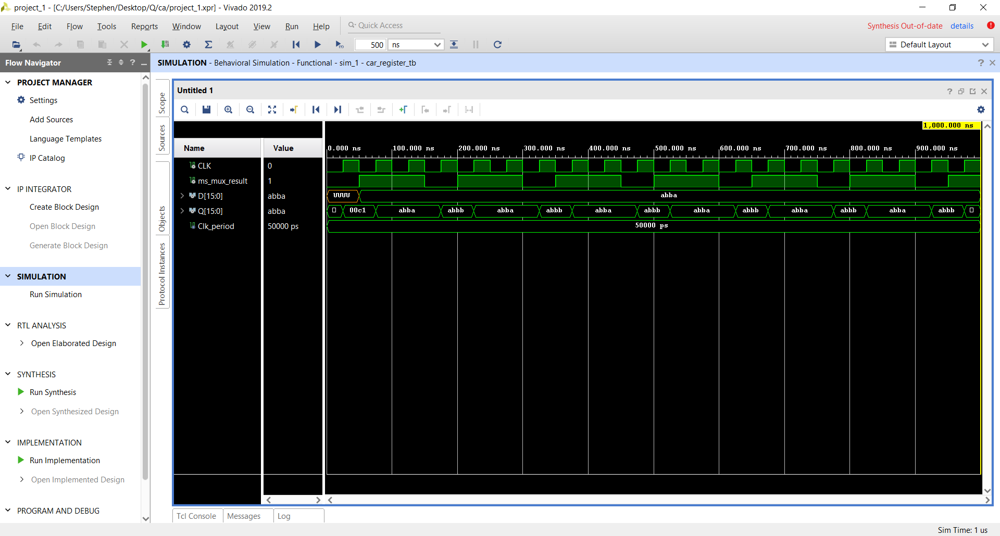 project_1 - [C:/Users/Stephen/Desktop/Q/ca/project_1.xpr] - Vivado 2019.2
File Edit Flow Tools Reports Window Layout View Run Help Quick Access
Synthesis Out-of-date details
500 ns
Default Layout
Flow Navigator
SIMULATION - Behavioral Simulation - Functional - sim_1 - car_register_tb
PROJECT MANAGER
Settings
Add Sources
Language Templates
IP Catalog
IP INTEGRATOR
Create Block Design
Open Block Design
Generate Block Design
SIMULATION
Run Simulation
RTL ANALYSIS
Open Elaborated Design
SYNTHESIS
Run Synthesis
Open Synthesized Design
IMPLEMENTATION
Run Implementation
Open Implemented Design
PROGRAM AND DEBUG
Scope
Sources
Objects
Protocol Instances
Untitled 1
1,000.000 ns
Name Value
0.000 ns 100.000 ns 200.000 ns 300.000 ns 400.000 ns 500.000 ns 600.000 ns 700.000 ns 800.000 ns 900.000 ns
CLK 0
ms_mux_result 1
D[15:0] abba UUUU abba
Q[15:0] abba 00c1 abba abbb abba abbb abba abbb abba abbb abba abbb abba abbb
Clk_period 50000 ps 50000 ps
Tcl Console Messages Log
Sim Time: 1 us